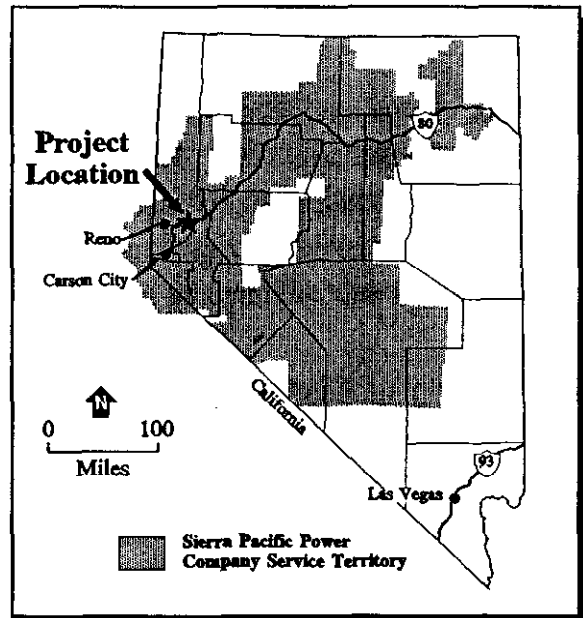 80
Project
Location
Reno
Carson City
California
N
0 100
Miles
93
Las Vegas
Sierra Pacific Power
Company Service Territory